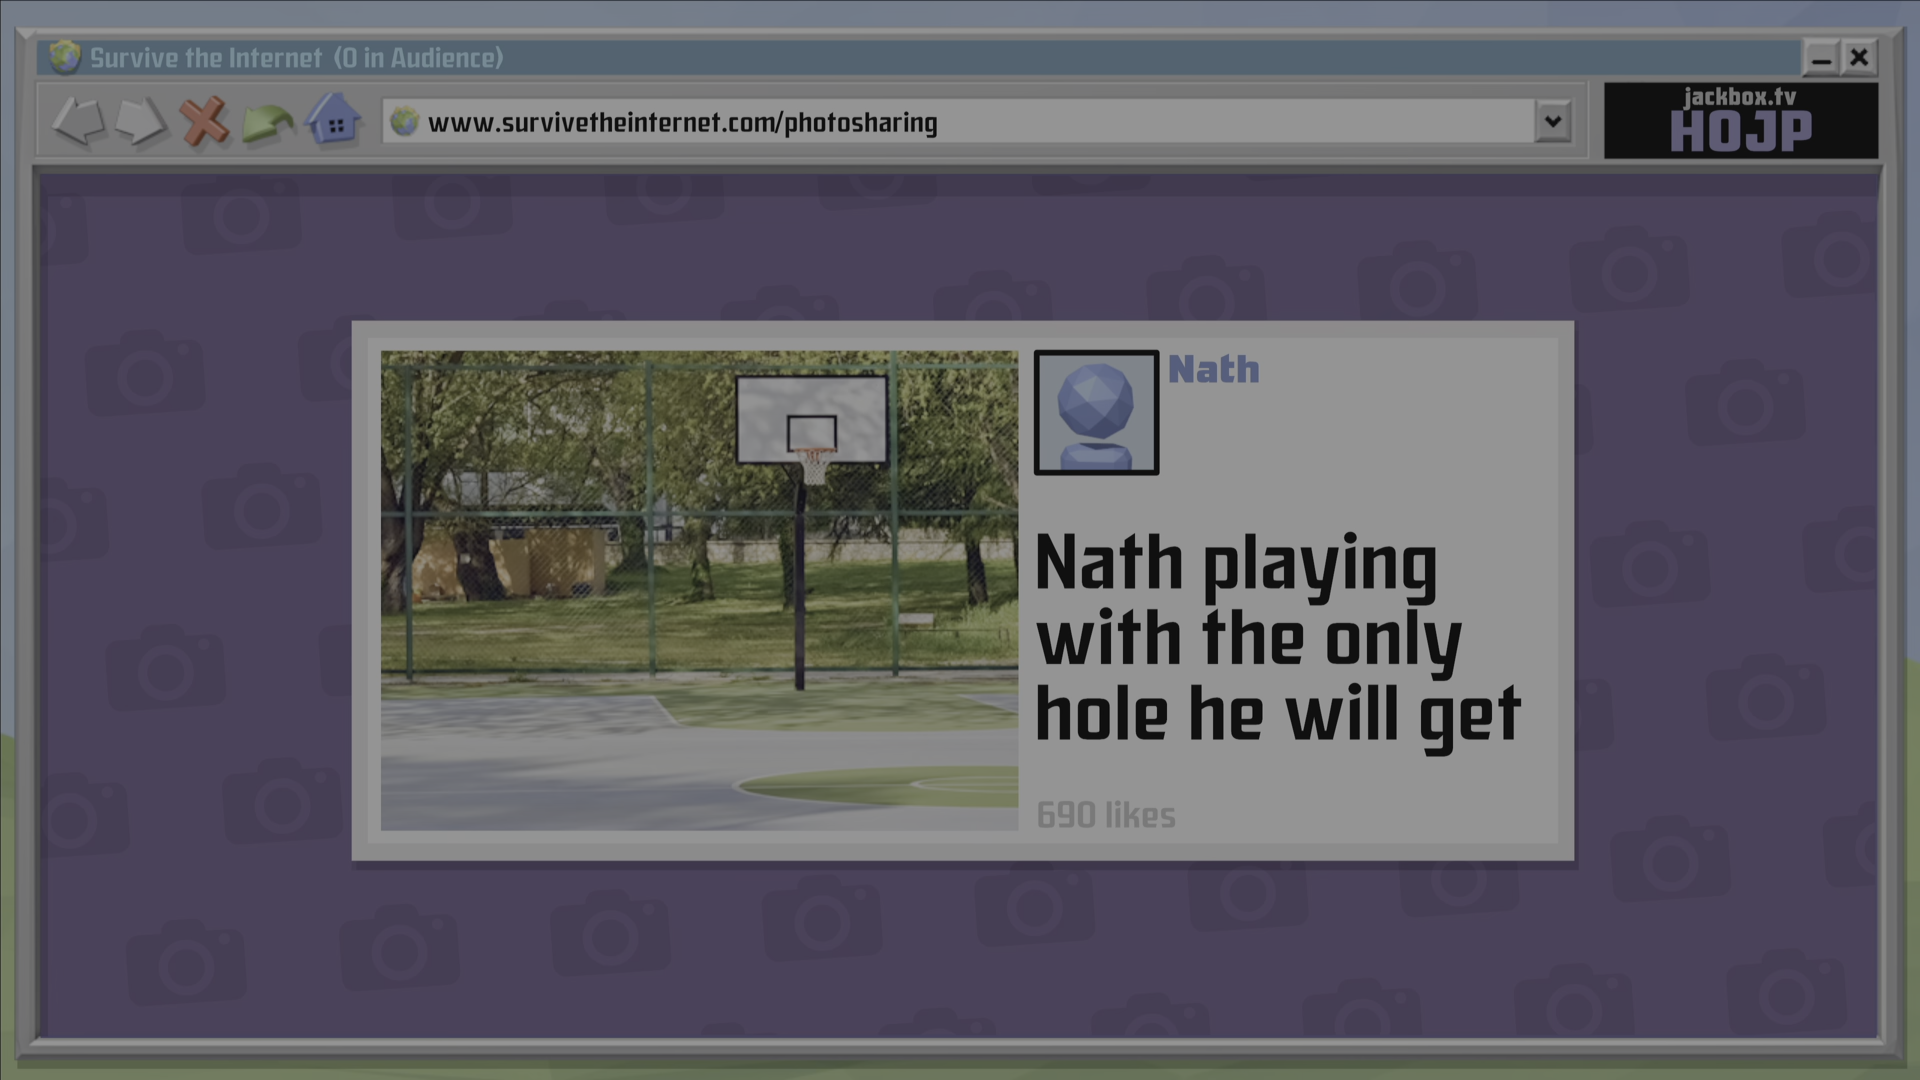 Survive the Internet (0 in Audience)
www.survivetheinternet.com/photosharing
jackbox.tv
HOJP
Nath
Nath playing
with the only
hole he will get
690 likes